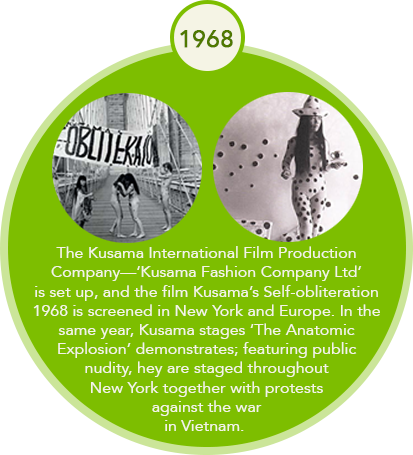 1968
OBLITERATION
The Kusama International Film Production
Company—‘Kusama Fashion Company Ltd’
is set up, and the film Kusama’s Self-obliteration
1968 is screened in New York and Europe. In the
same year, Kusama stages ‘The Anatomic
Explosion’ demonstrates; featuring public
nudity, hey are staged throughout
New York together with protests
against the war
in Vietnam.